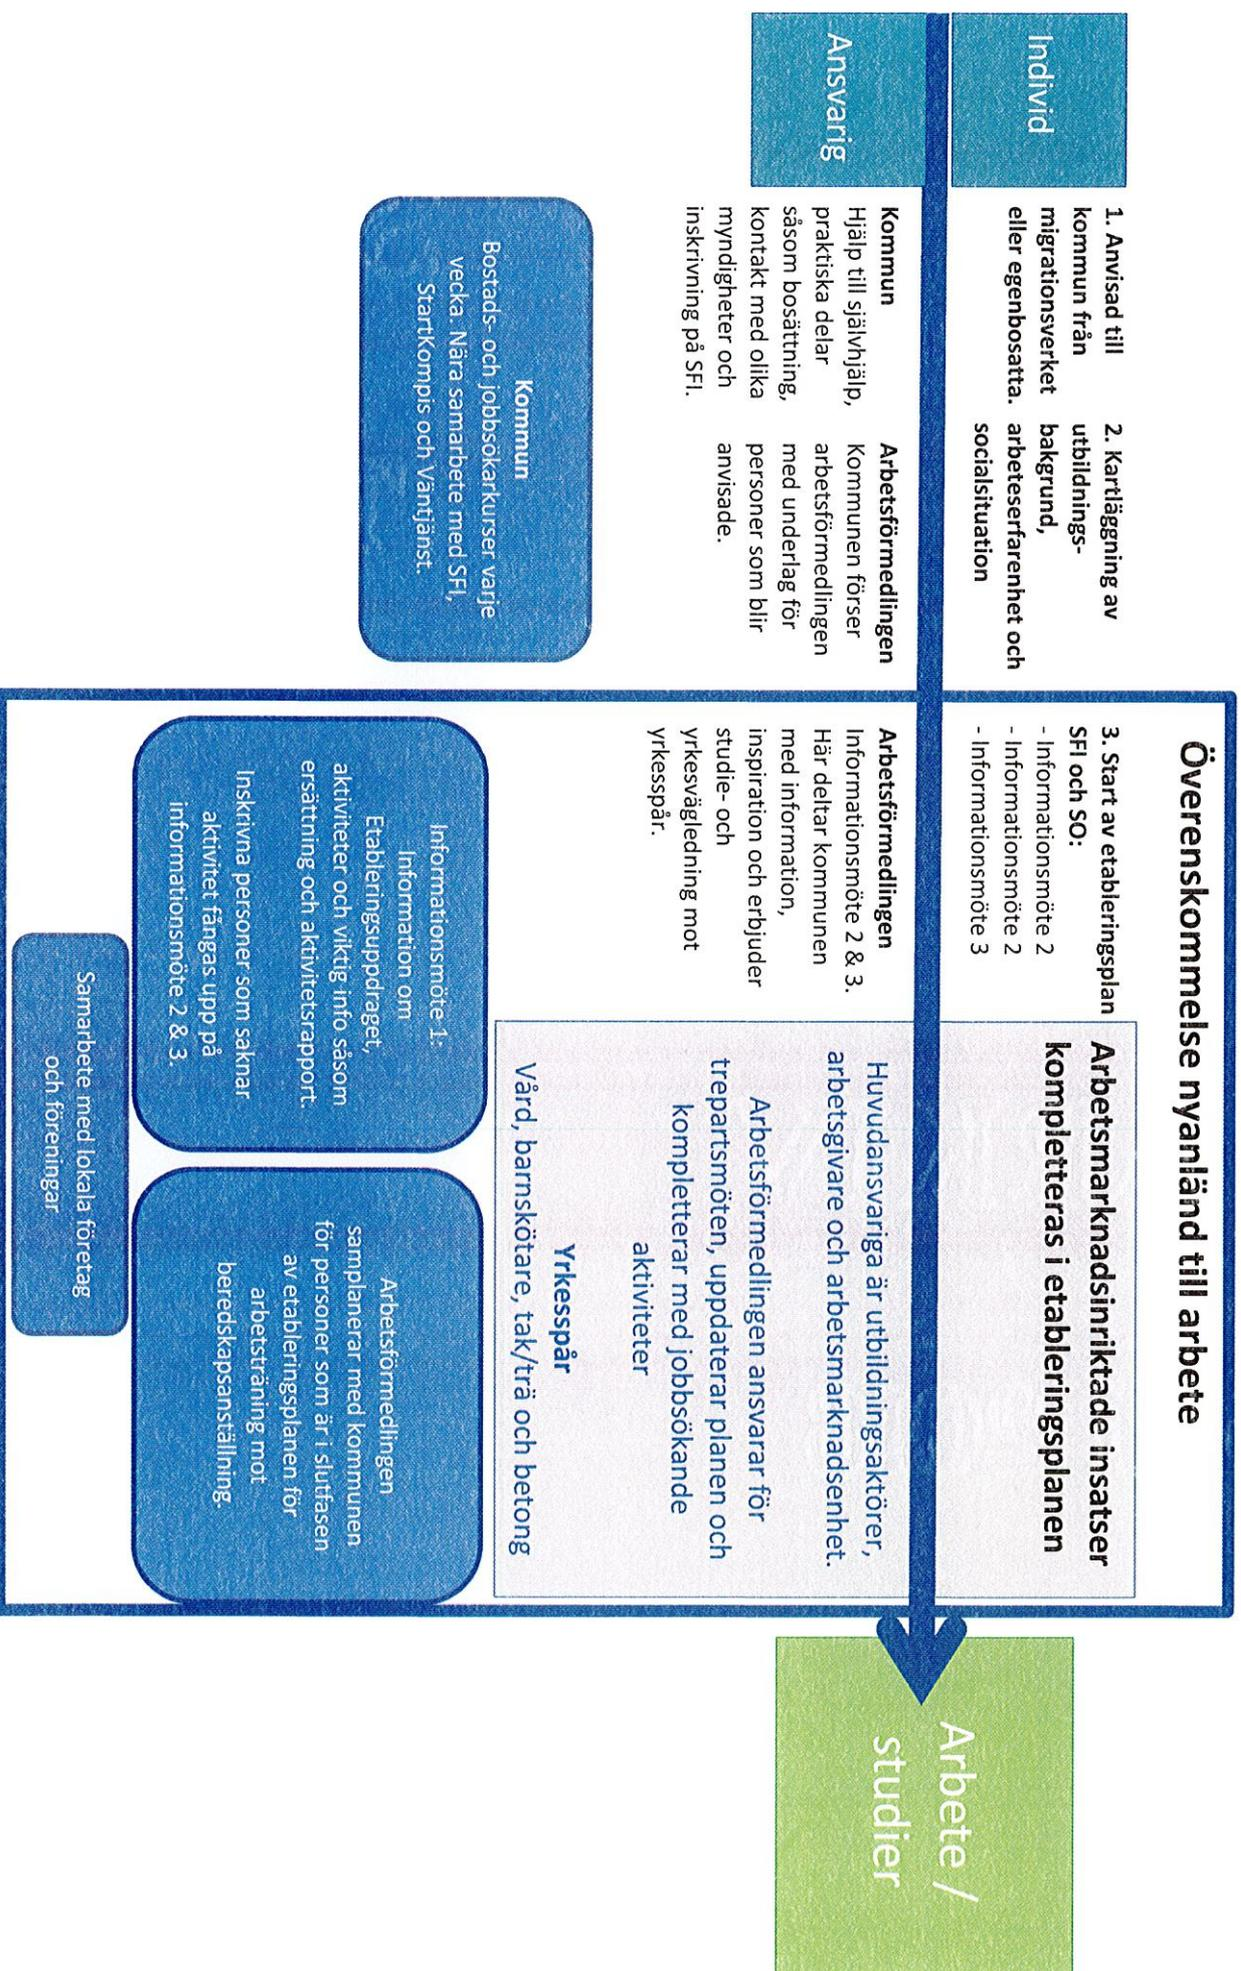 Överenskommelse nyanländ till arbete
Individ
1. Anvisad till
kommun från
migrationsverket
eller egenbosatta.
2. Kartläggning av
utbildnings-
bakgrund,
arbeteserfarenhet och
socialsituation
3. Start av etableringsplan
SFI och SO:
- Informationsmöte 2
- Informationsmöte 2
- Informationsmöte 3
Arbetsmarknadsinriktade insatser
kompletteras i etableringsplanen
Arbete /
studier
Ansvarig
Kommun
Hjälp till självhjälp,
praktiska delar
såsom bosättning,
kontakt med olika
myndigheter och
inskrivning på SFI.
Arbetsförmedlingen
Kommunen förser
arbetsförmedlingen
med underlag för
personer som blir
anvisade.
Arbetsförmedlingen
Informationsmöte 2 & 3.
Här deltar kommunen
med information,
inspiration och erbjuder
studie- och
yrkesvägledning mot
yrkesspår.
Huvudansvariga är utbildningsaktörer,
arbetsgivare och arbetsmarknadsenhet.
Arbetsförmedlingen ansvarar för
trepartsmöten, uppdaterar planen och
kompletterar med jobbsökande
aktiviteter
Yrkesspår
Vård, barnskötare, tak/trä och betong
Kommun
Bostads- och jobbsökarkurser varje
vecka. Nära samarbete med SFI,
StartKompis och Väntjänst.
Informationsmöte 1:
Information om
Etableringsuppdraget,
aktiviteter och viktig info såsom
ersättning och aktivitetsrapport.
Inskrivna personer som saknar
aktivitet fångas upp på
informationsmöte 2 & 3.
Arbetsförmedlingen
samplanerar med kommunen
för personer som är i slutfasen
av etableringsplanen för
arbetsträning mot
beredskapsanställning.
Samarbete med lokala företag
och föreningar